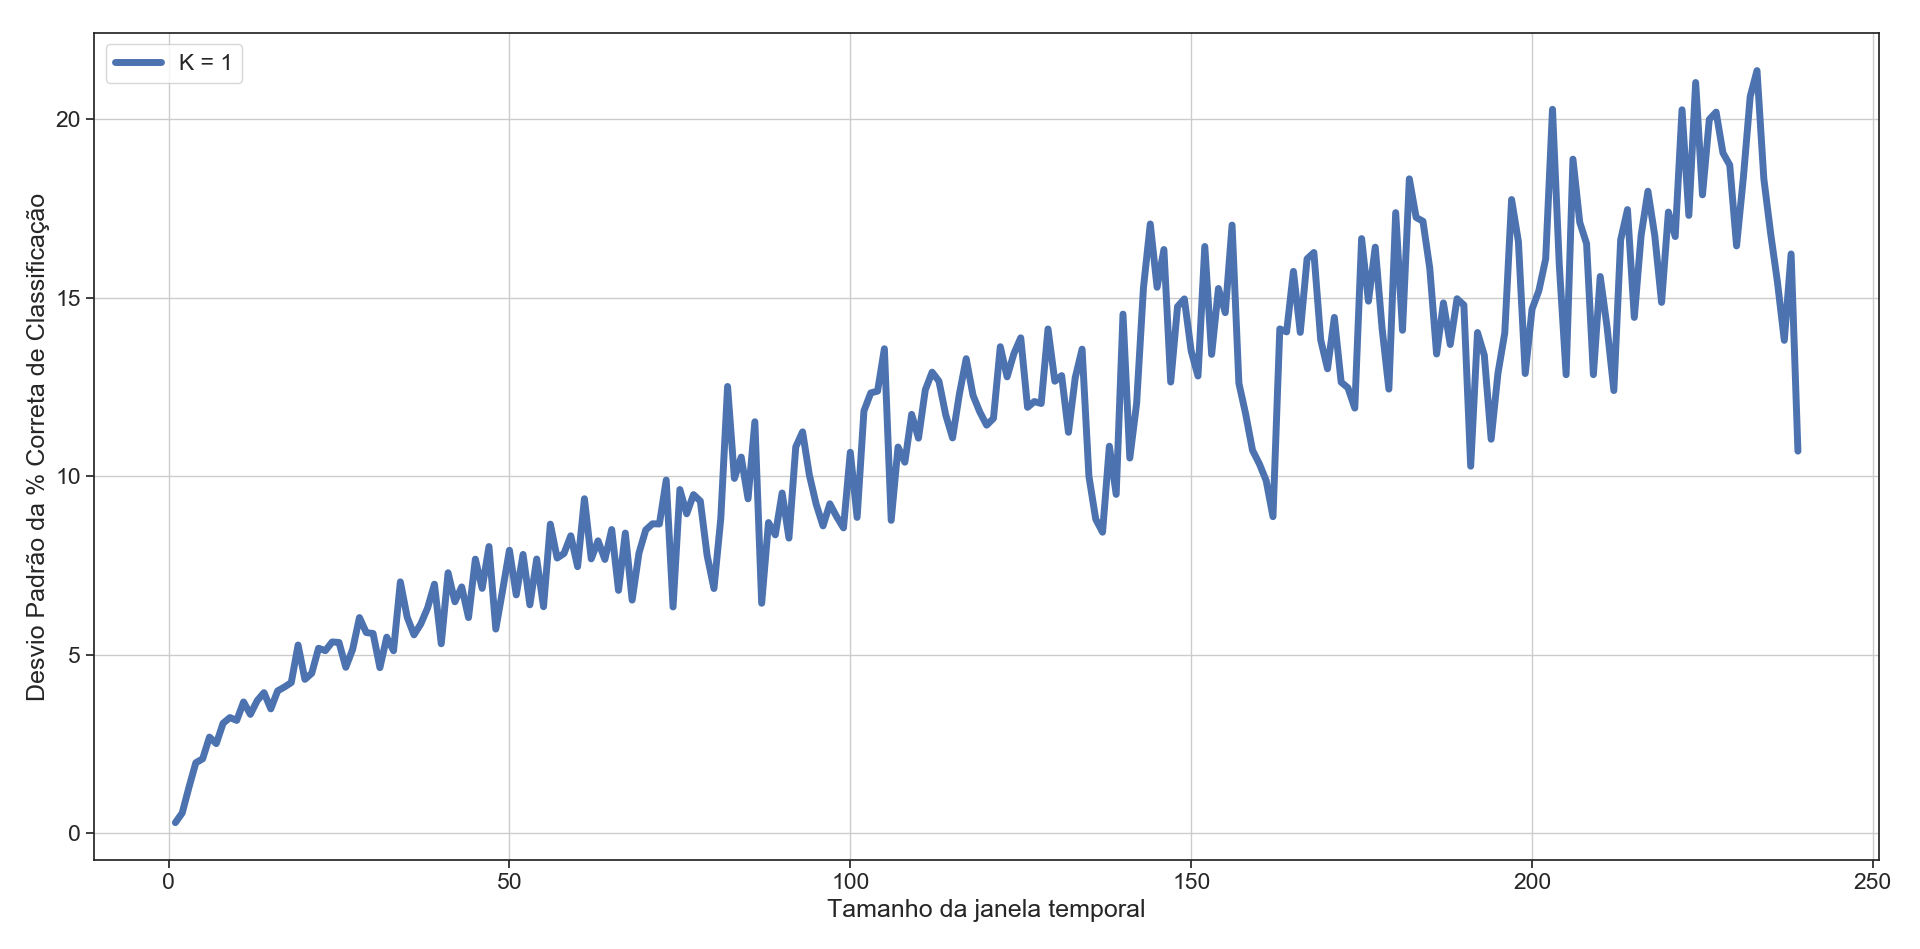 K = 1
Desvio Padrão da % Correta de Classificação
20
15
10
5
0
0 50 100 150 200 250
Tamanho da janela temporal